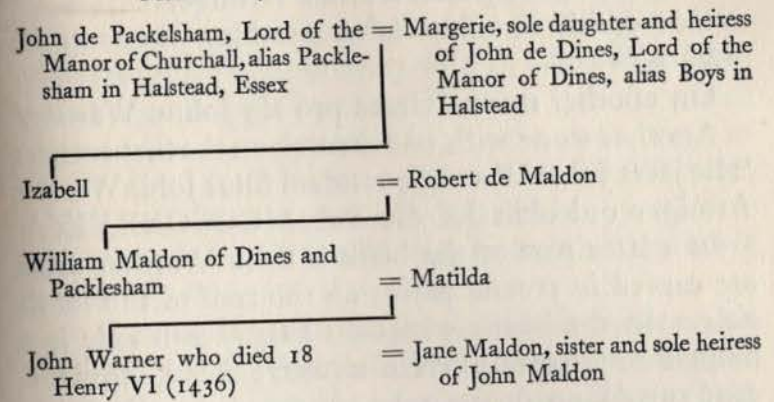 John de Packelsham, Lord of the
Manor of Churchall, alias Packle-
sham in Halstead, Essex
= Margerie, sole daughter and heiress
of John de Dines, Lord of the
Manor of Dines, alias Boys in
Halstead
Izabell
= Robert de Maldon
William Maldon of Dines and
Packlesham
= Matilda
John Warner who died 18
Henry VI (1436)
= Jane Maldon, sister and sole heiress
of John Maldon